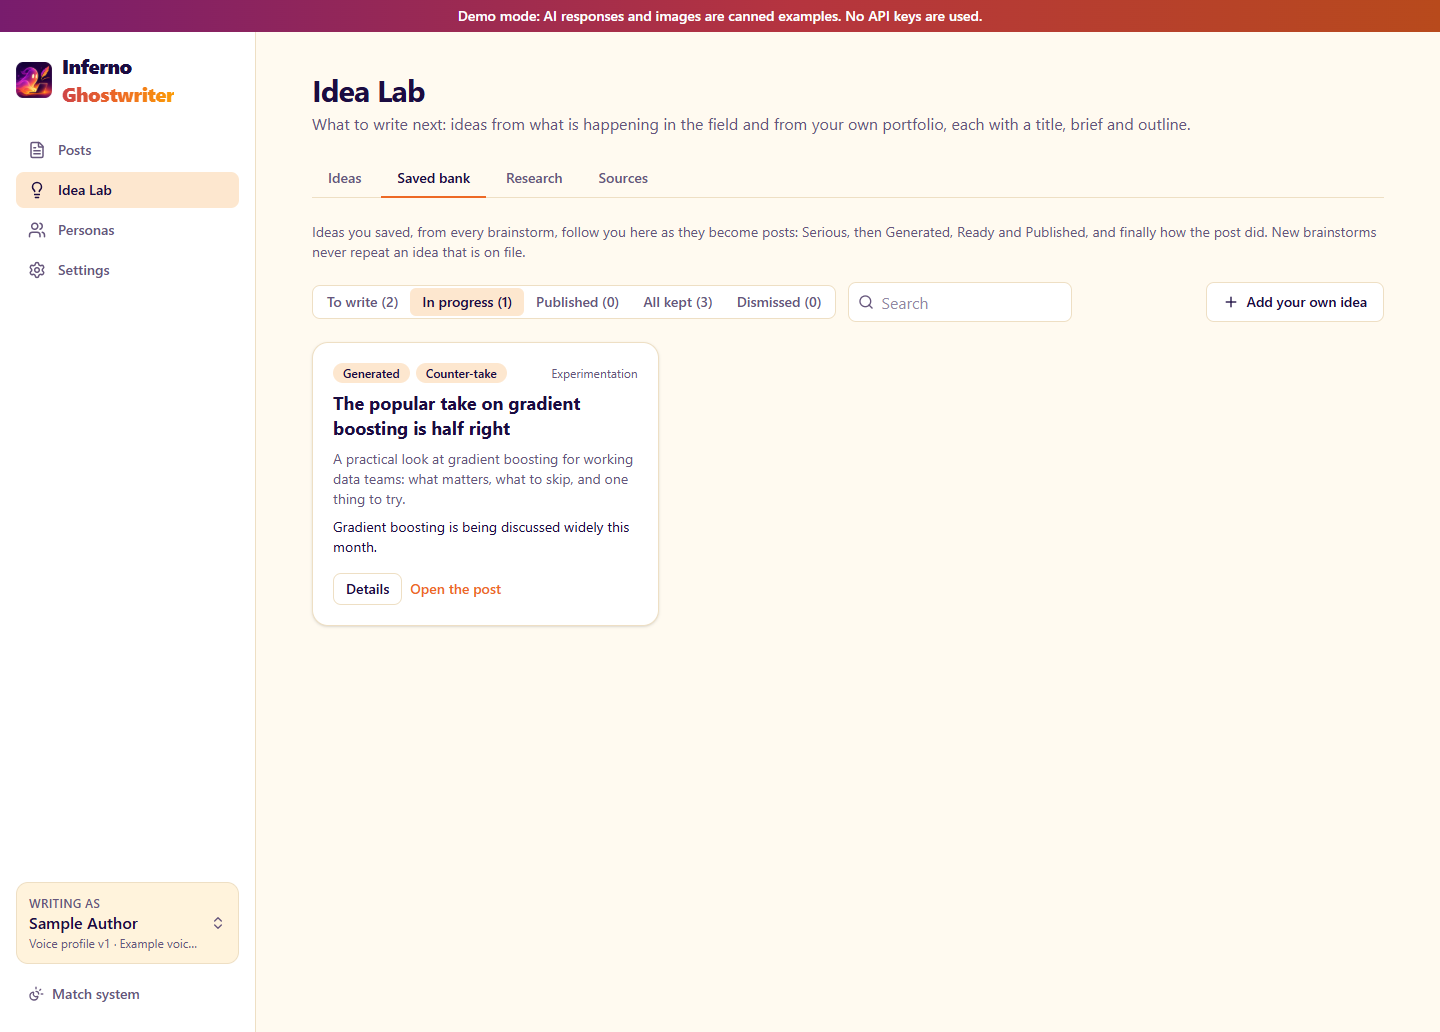 Demo mode: AI responses and images are canned examples. No API keys are used.
Inferno
Ghostwriter
Posts
Idea Lab
Personas
Settings
WRITING AS
Sample Author
Voice profile v1 · Example voic...
Match system
Idea Lab
What to write next: ideas from what is happening in the field and from your own portfolio, each with a title, brief and outline.
Ideas
Saved bank
Research
Sources
Ideas you saved, from every brainstorm, follow you here as they become posts: Serious, then Generated, Ready and Published, and finally how the post did. New brainstorms
never repeat an idea that is on file.
To write (2)
In progress (1)
Published (0)
All kept (3)
Dismissed (0)
Search
Add your own idea
Generated
Counter-take
Experimentation
The popular take on gradient
boosting is half right
A practical look at gradient boosting for working
data teams: what matters, what to skip, and one
thing to try.
Gradient boosting is being discussed widely this
month.
Details
Open the post